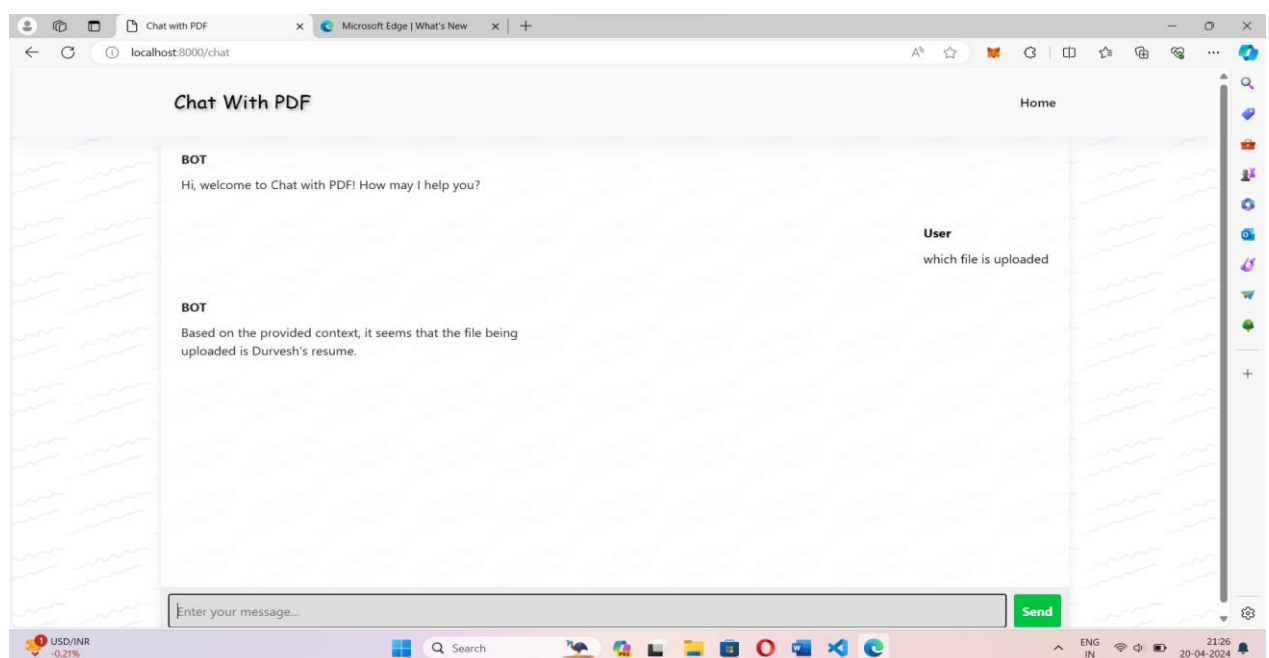 Chat with PDF
Microsoft Edge | What's New
localhost:8000/chat
Chat With PDF
Home
BOT
Hi, welcome to Chat with PDF! How may I help you?
User
which file is uploaded
BOT
Based on the provided context, it seems that the file being
uploaded is Durvesh's resume.
Enter your message...
Send
1
USD/INR
-0.21%
Search
ENG
IN
21:26
20-04-2024